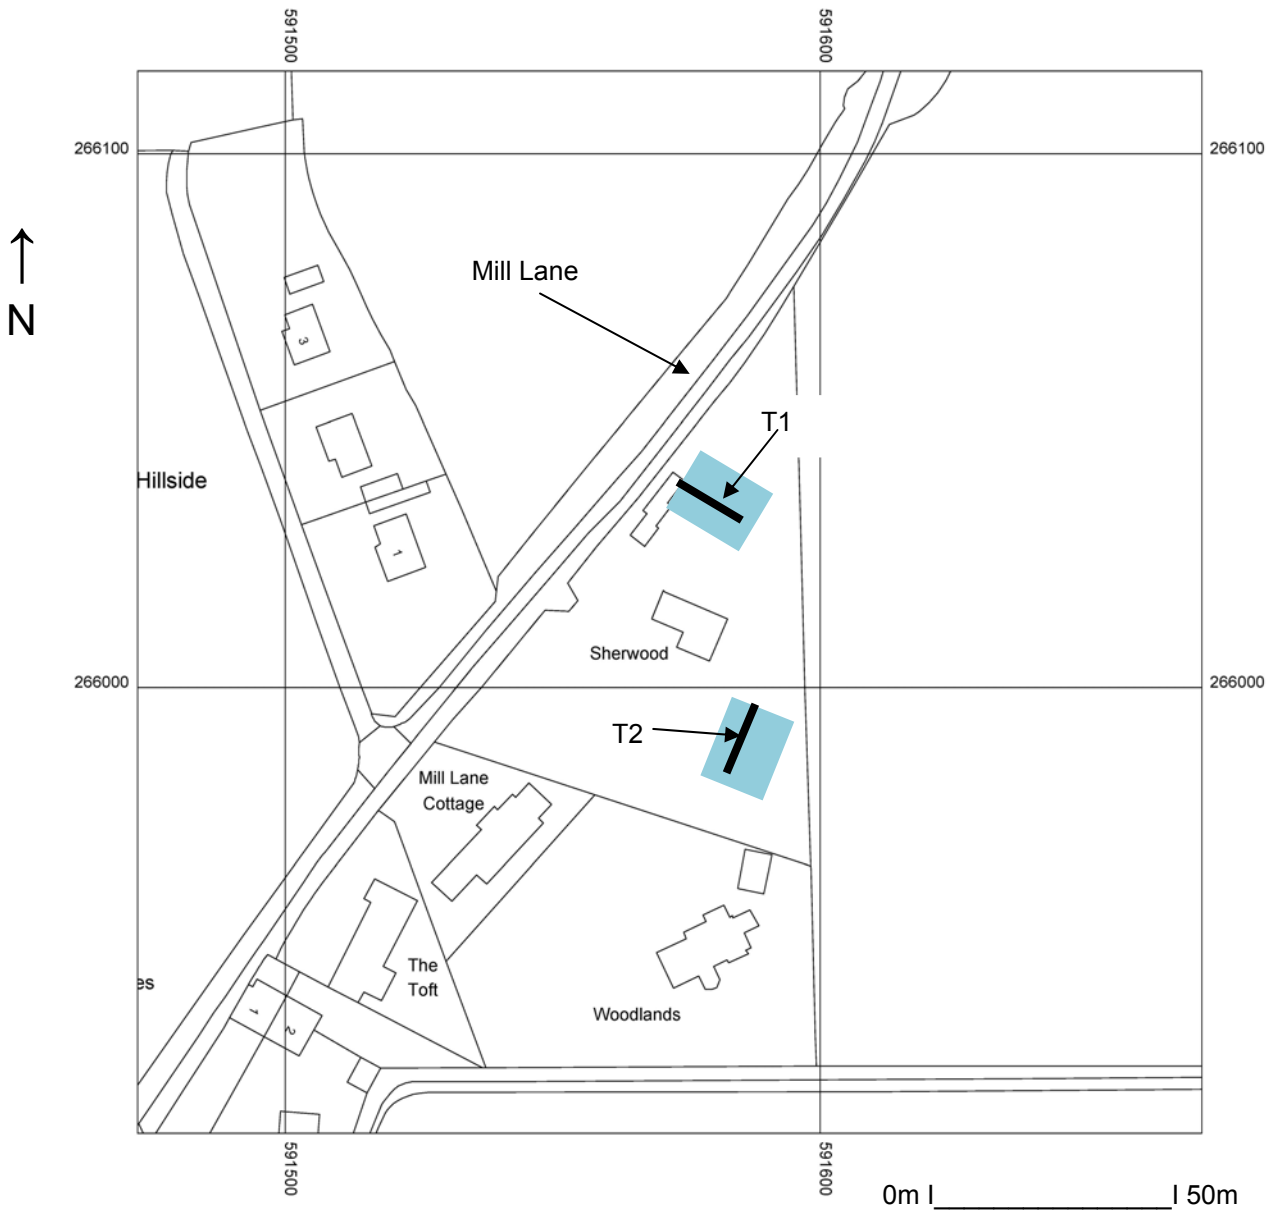 591500
591600
266100
266100
↑
N
Mill Lane
3
T1
Hillside
1
Sherwood
266000
266000
T2
Mill Lane
Cottage
The
Toft
es
1
2
Woodlands
591500
591600
0m I________________I 50m